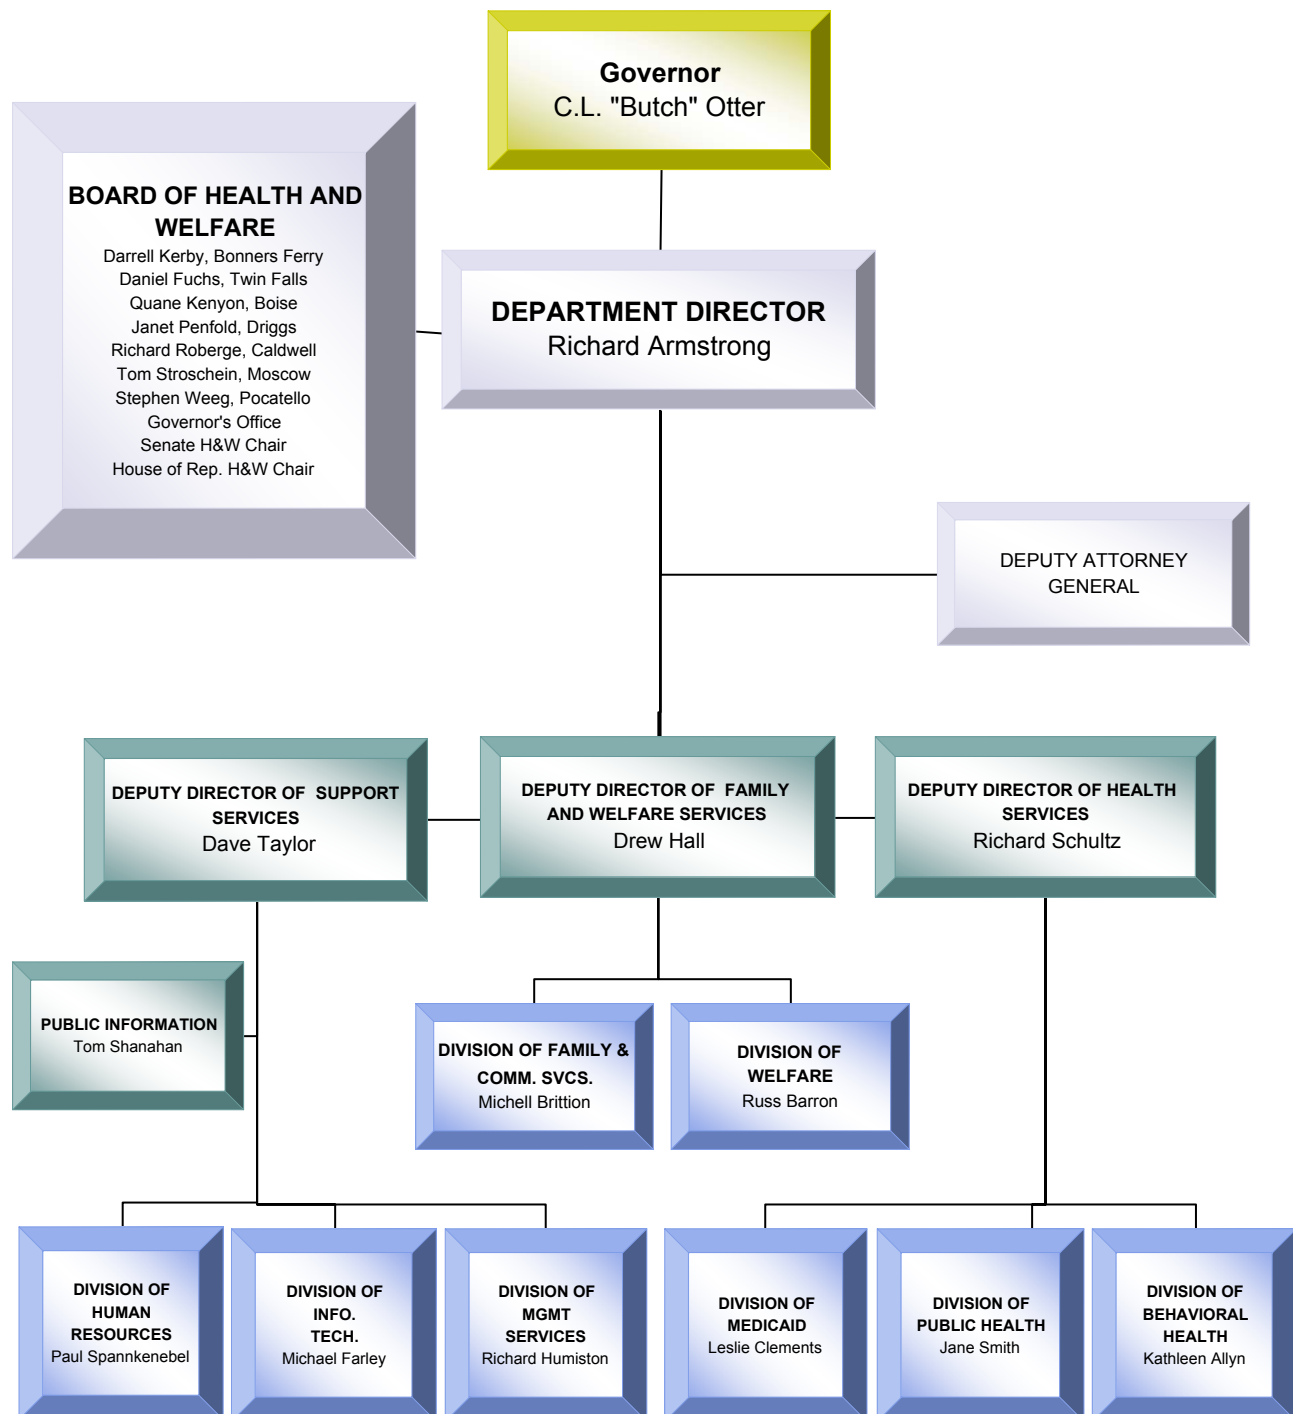 Governor
C.L. "Butch" Otter
BOARD OF HEALTH AND
WELFARE
Darrell Kerby, Bonners Ferry
Daniel Fuchs, Twin Falls
Quane Kenyon, Boise
Janet Penfold, Driggs
Richard Roberge, Caldwell
Tom Stroschein, Moscow
Stephen Weeg, Pocatello
Governor's Office
Senate H&W Chair
House of Rep. H&W Chair
DEPARTMENT DIRECTOR
Richard Armstrong
DEPUTY ATTORNEY
GENERAL
DEPUTY DIRECTOR OF SUPPORT
SERVICES
Dave Taylor
DEPUTY DIRECTOR OF FAMILY
AND WELFARE SERVICES
Drew Hall
DEPUTY DIRECTOR OF HEALTH
SERVICES
Richard Schultz
PUBLIC INFORMATION
Tom Shanahan
DIVISION OF FAMILY &
COMM. SVCS.
Michell Brittion
DIVISION OF
WELFARE
Russ Barron
DIVISION OF
HUMAN
RESOURCES
Paul Spannkenebel
DIVISION OF
INFO.
TECH.
Michael Farley
DIVISION OF
MGMT
SERVICES
Richard Humiston
DIVISION OF
MEDICAID
Leslie Clements
DIVISION OF
PUBLIC HEALTH
Jane Smith
DIVISION OF
BEHAVIORAL
HEALTH
Kathleen Allyn